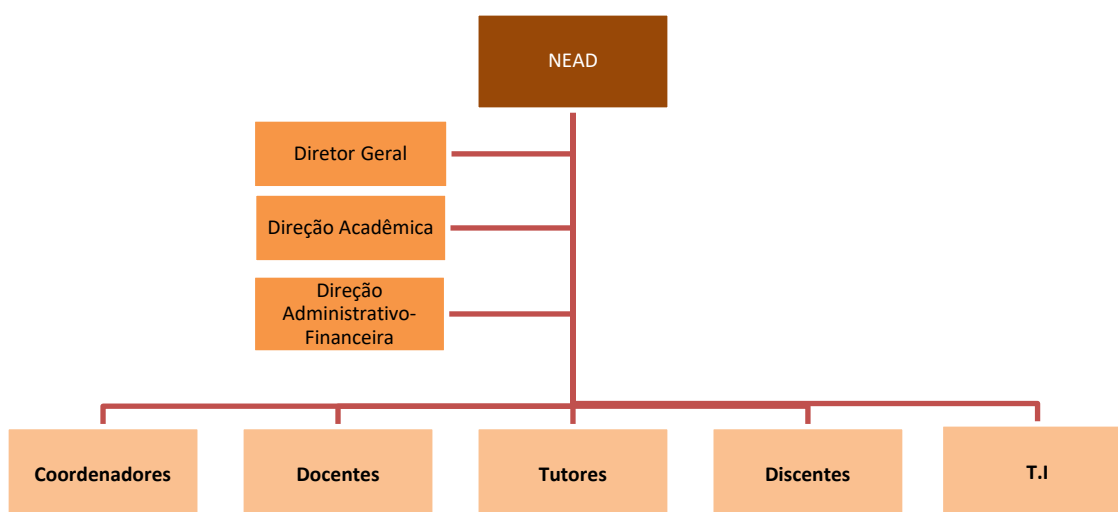 NEAD
Diretor Geral
Direção Acadêmica
Direção
Administrativo-
Financeira
Coordenadores
Docentes
Tutores
Discentes
T.I